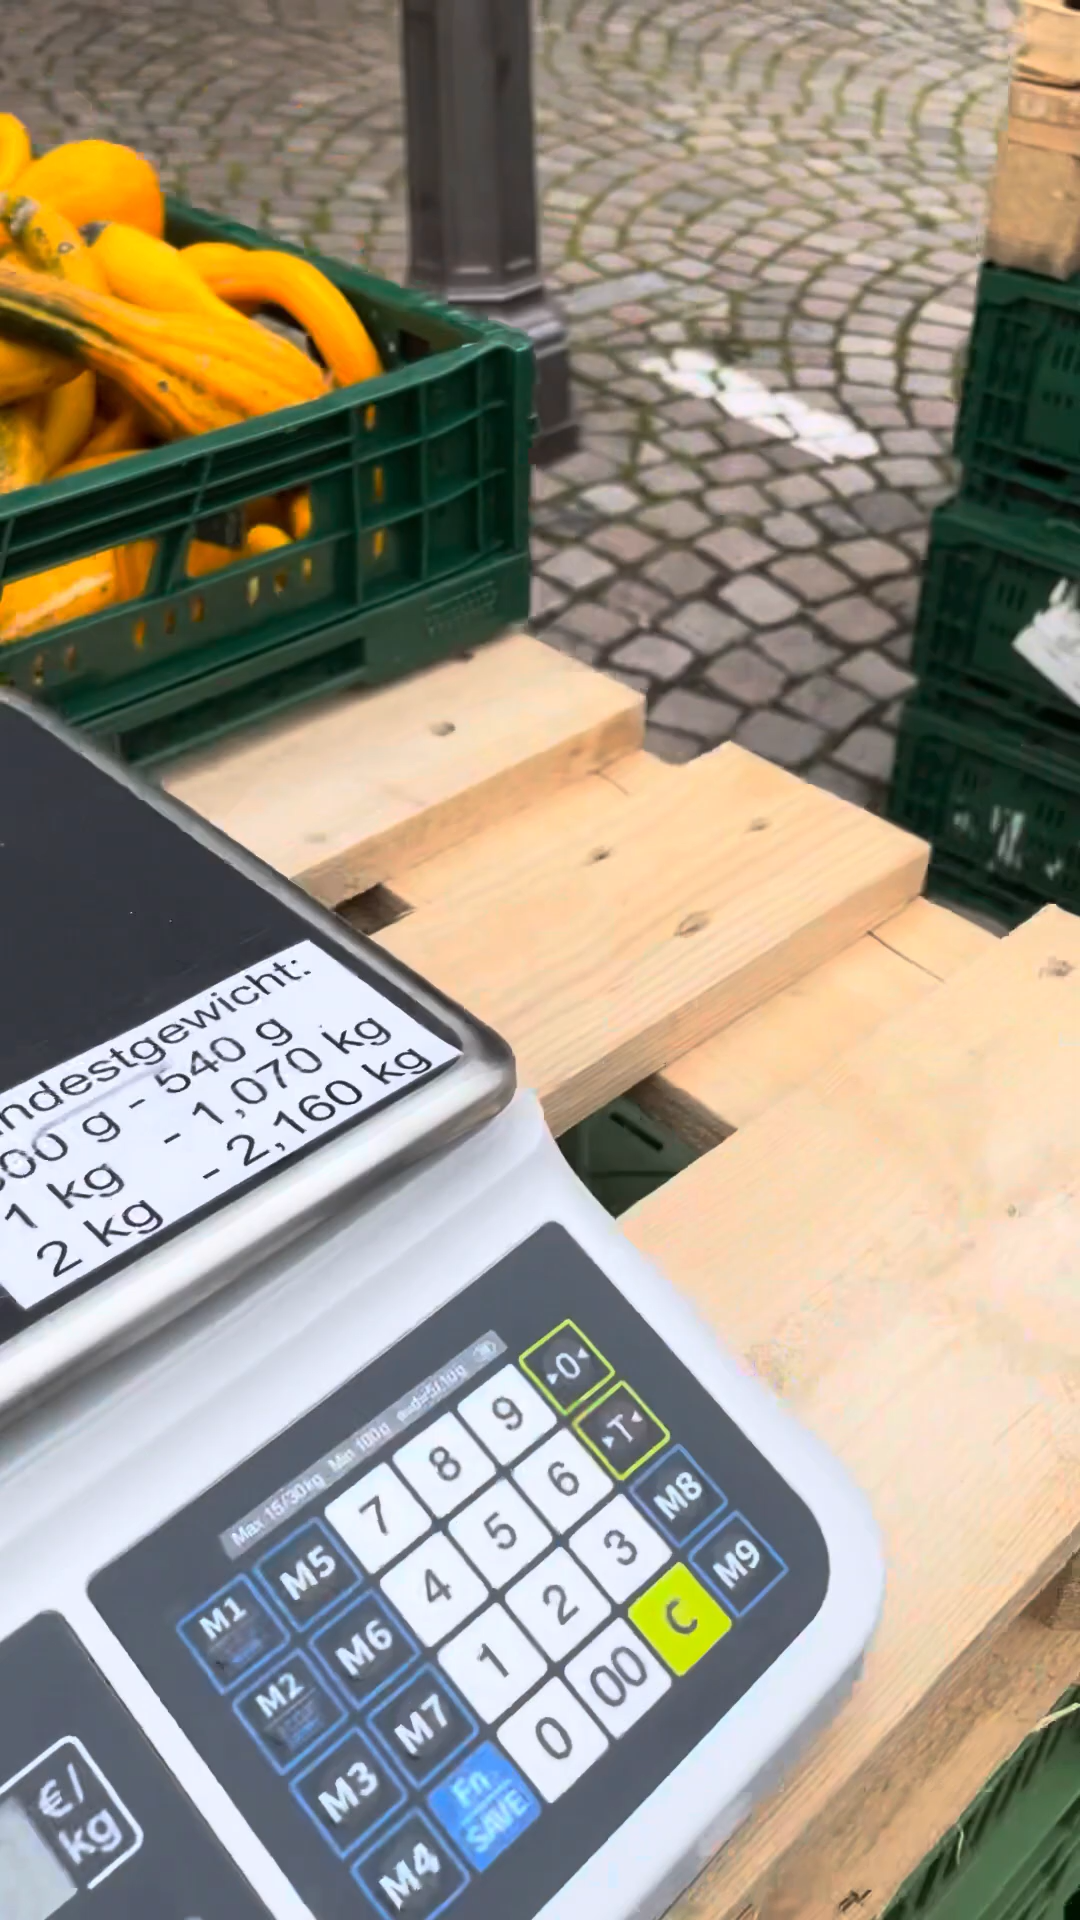 ndestgewicht:
00 g - 540 g
1 kg - 1,070 kg
2 kg - 2,160 kg
Max 15/30kg Min 100g e=d=5/10g
7 8 9 ▸0◂
4 5 6 ▸T◂
1 2 3 M8
0 00 C M9
M1 M5
M2 M6
M3 M7
M4 Fn
SAVE
€/
kg